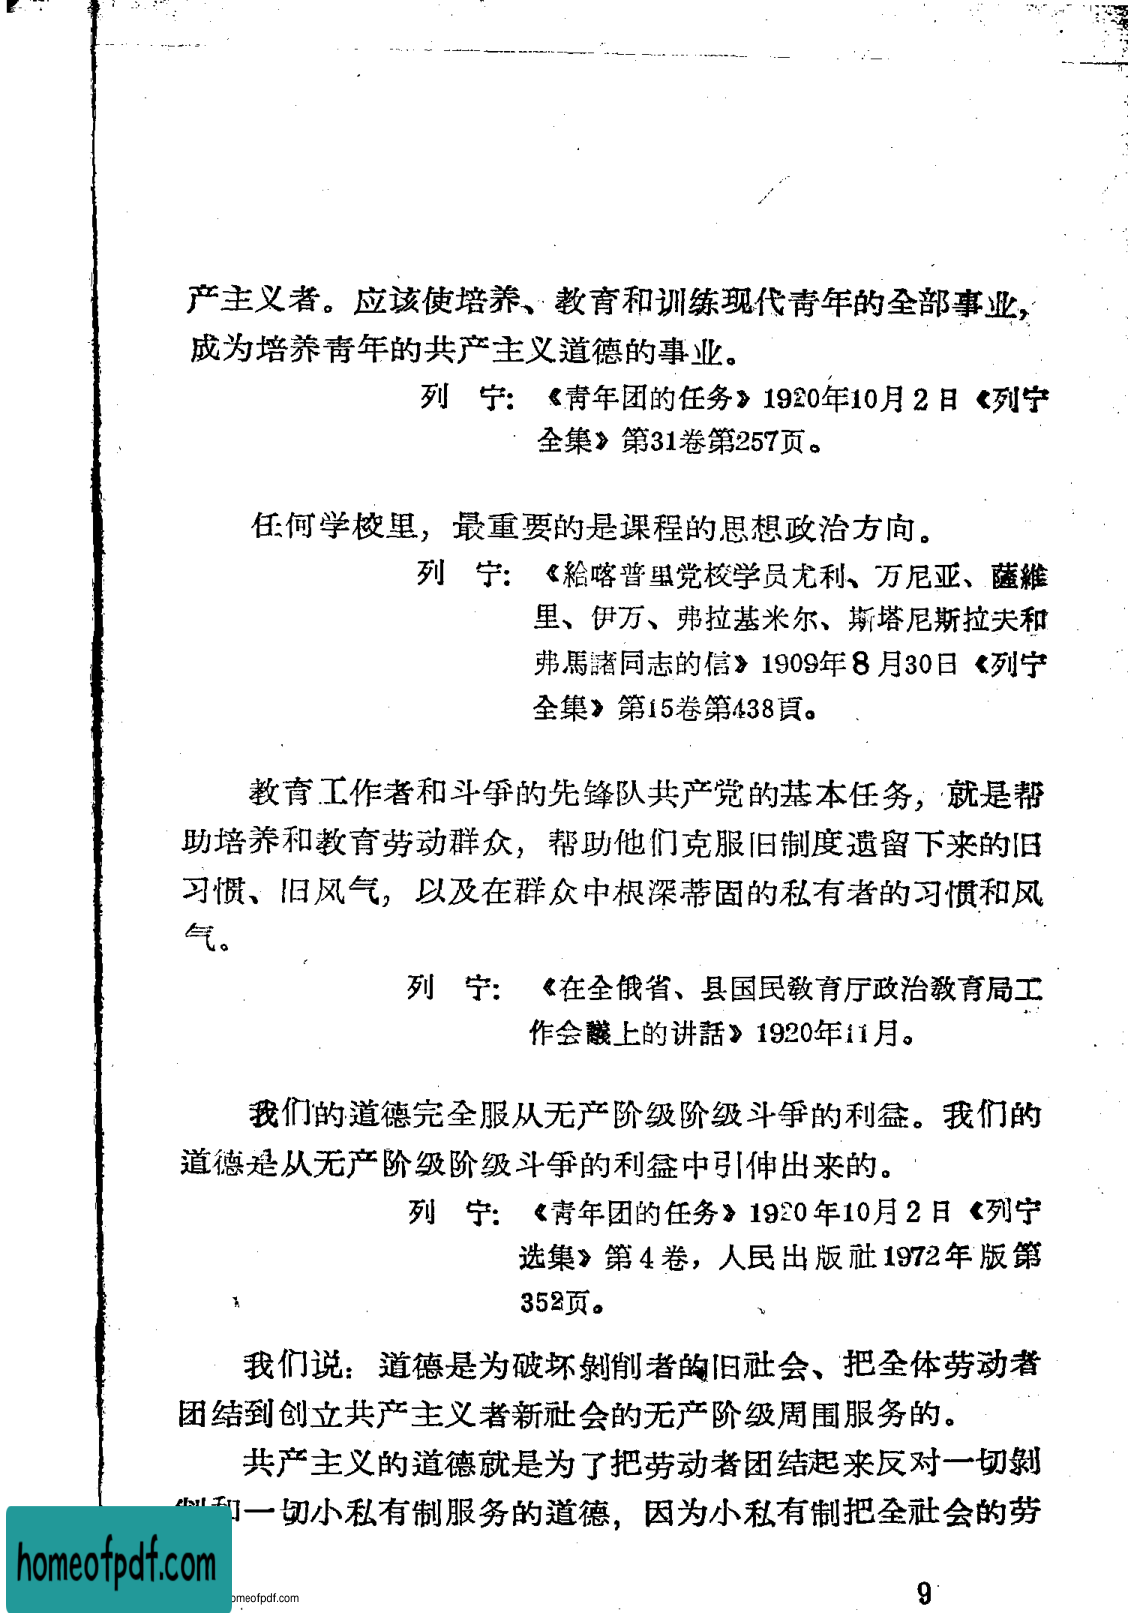 产主义者。应该使培养、教育和训练现代青年的全部事业，
成为培养青年的共产主义道德的事业。
列　宁：《青年团的任务》1920年10月2日《列宁
全集》第31卷第257页。
任何学校里，最重要的是课程的思想政治方向。
列　宁：《給喀普里党校学员尤利、万尼亚、薩維
里、伊万、弗拉基米尔、斯塔尼斯拉夫和
弗馬諸同志的信》1909年8月30日《列宁
全集》第15卷第438頁。
教育工作者和斗爭的先锋队共产党的基本任务，就是帮
助培养和教育劳动群众，帮助他们克服旧制度遗留下来的旧
习惯、旧风气，以及在群众中根深蒂固的私有者的习惯和风
气。
列　宁：《在全俄省、县国民敎育厅政治敎育局工
作会議上的讲話》1920年11月。
我们的道德完全服从无产阶级阶级斗爭的利益。我们的
道德是从无产阶级阶级斗爭的利益中引伸出来的。
列　宁：《青年团的任务》1920年10月2日《列宁
选集》第4卷，人民出版社1972年版第
352页。
我们说：道德是为破坏剝削者的旧社会、把全体劳动者
团结到创立共产主义者新社会的无产阶级周围服务的。
共产主义的道德就是为了把劳动者团结起来反对一切剝
削和一切小私有制服务的道德，因为小私有制把全社会的劳
homeofpdf.com
omeofpdf.com
9